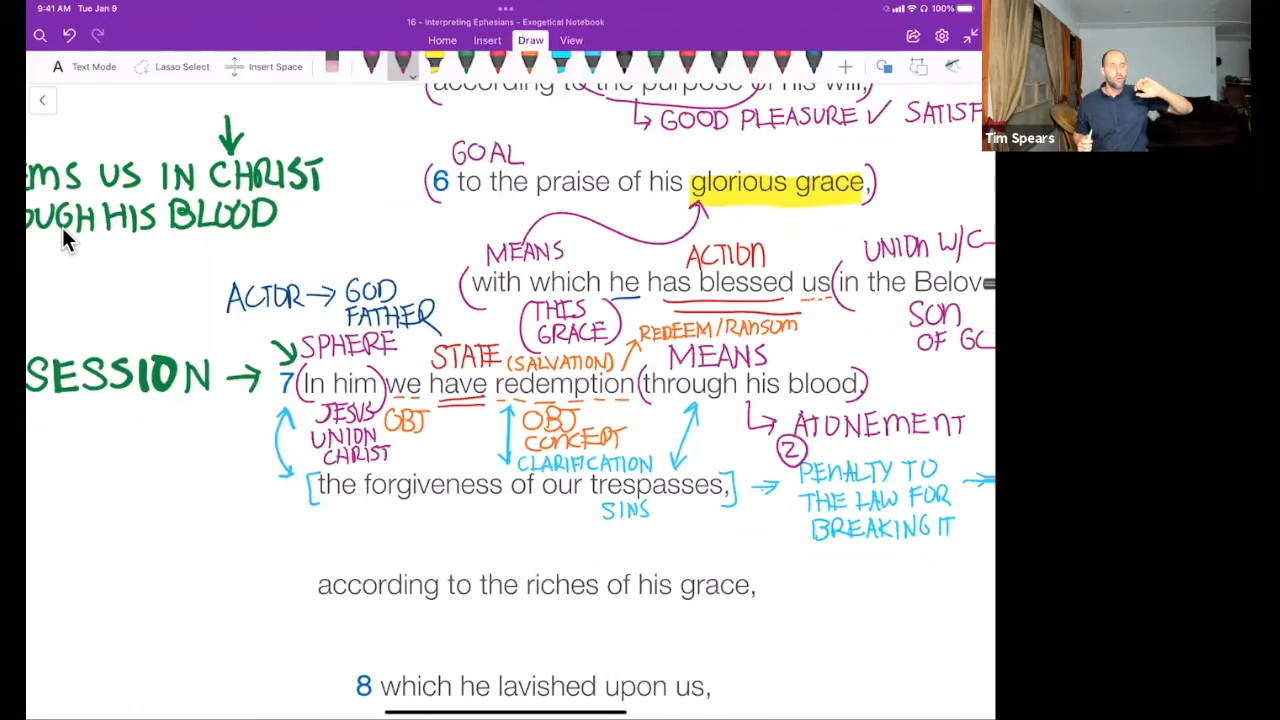 9:41 AM Tue Jan 9
100%
16 - Interpreting Ephesians - Exegetical Notebook
Home Insert Draw View
A Text Mode Lasso Select Insert Space
Tim Spears
(according to the purpose of his will,)
GOOD PLEASURE ✓ SATISF
GOAL
(6 to the praise of his glorious grace,)
EMS US IN CHRIST
OUGH HIS BLOOD
MEANS ACTION UNION W/C
(with which he has blessed us (in the Belov
ACTOR → GOD FATHER
(THIS GRACE)
REDEEM/RANSOM
SON OF GO
SPHERE STATE (SALVATION) MEANS
SESSION → 7 (In him) we have redemption (through his blood,)
JESUS UNION CHRIST
OBJ
OBJ CONCEPT
↳ ATONEMENT
CLARIFICATION
2
[the forgiveness of our trespasses,] → PENALTY TO THE LAW FOR BREAKING IT →
SINS
according to the riches of his grace,
8 which he lavished upon us,